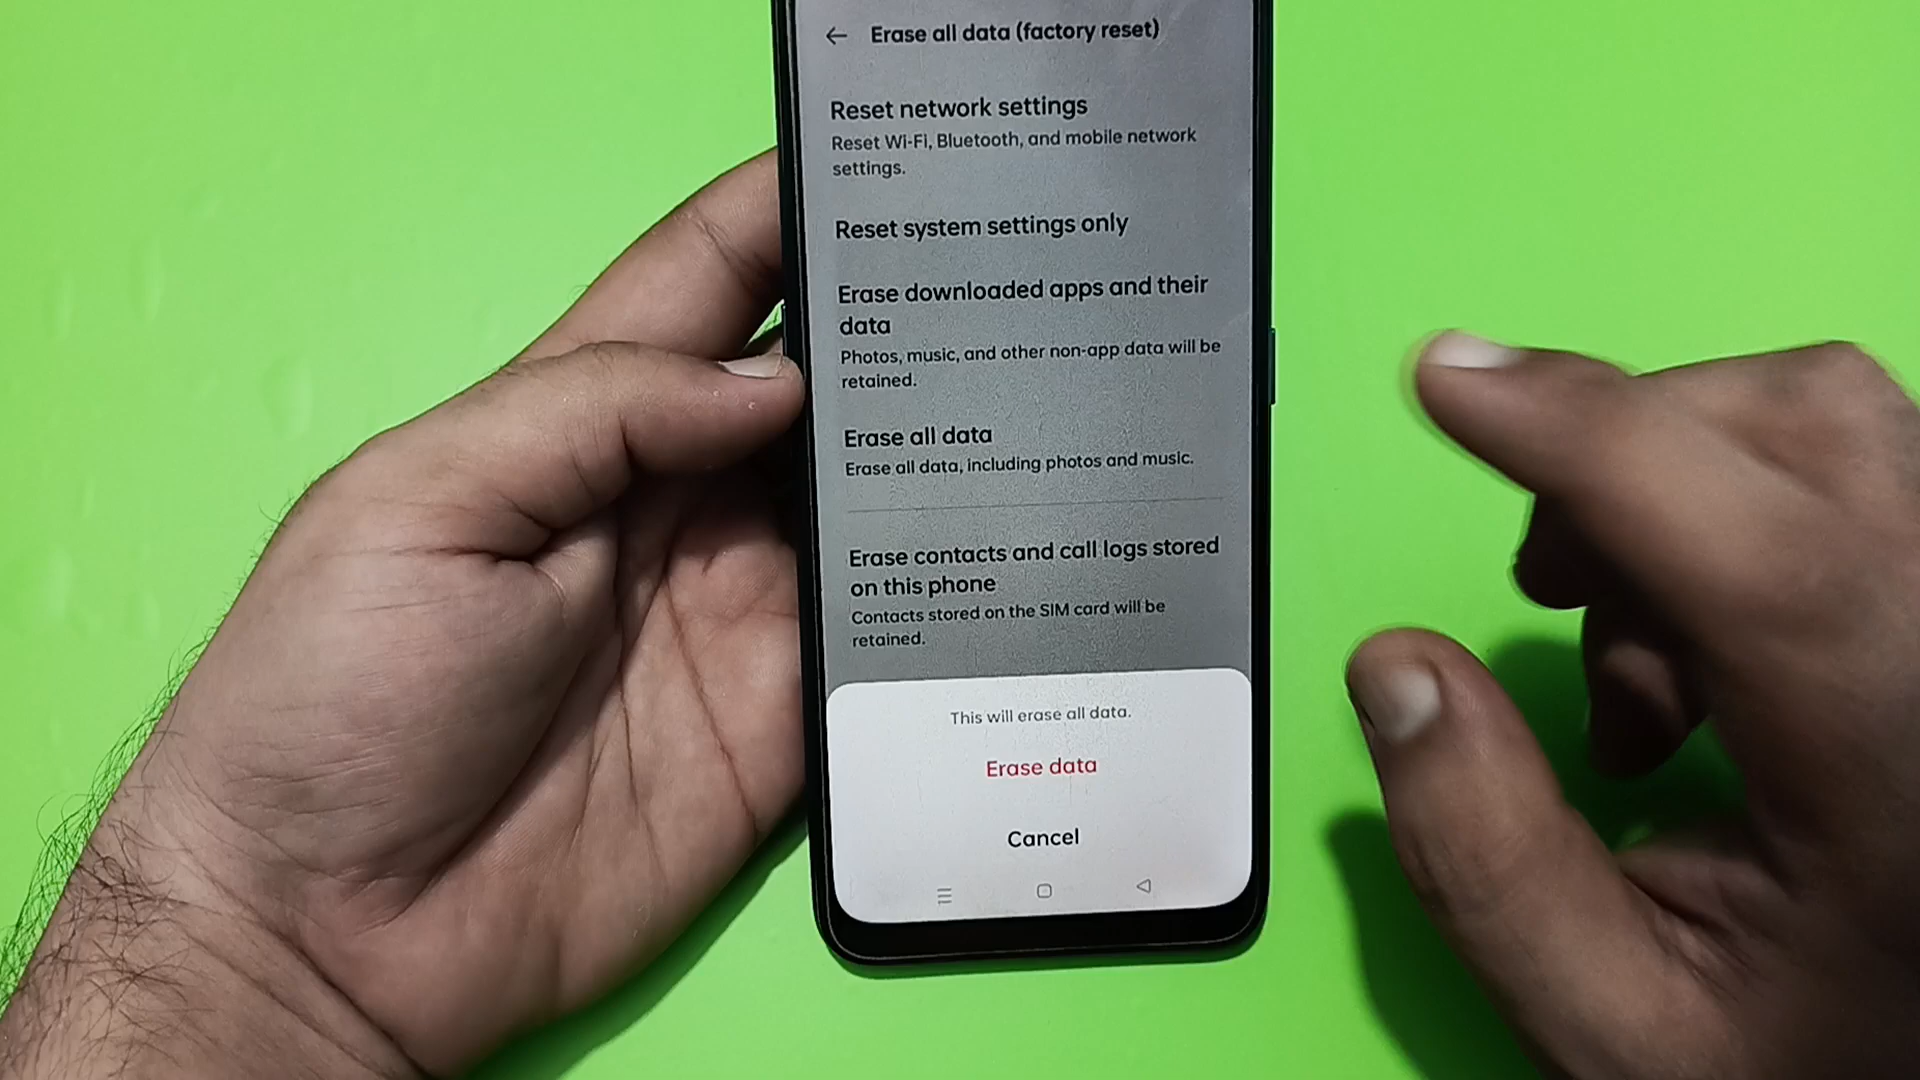 Erase all data (factory reset)
Reset network settings
Reset Wi-Fi, Bluetooth, and mobile network
settings.
Reset system settings only
Erase downloaded apps and their
data
Photos, music, and other non-app data will be
retained.
Erase all data
Erase all data, including photos and music.
Erase contacts and call logs stored
on this phone
Contacts stored on the SIM card will be
retained.
This will erase all data.
Erase data
Cancel